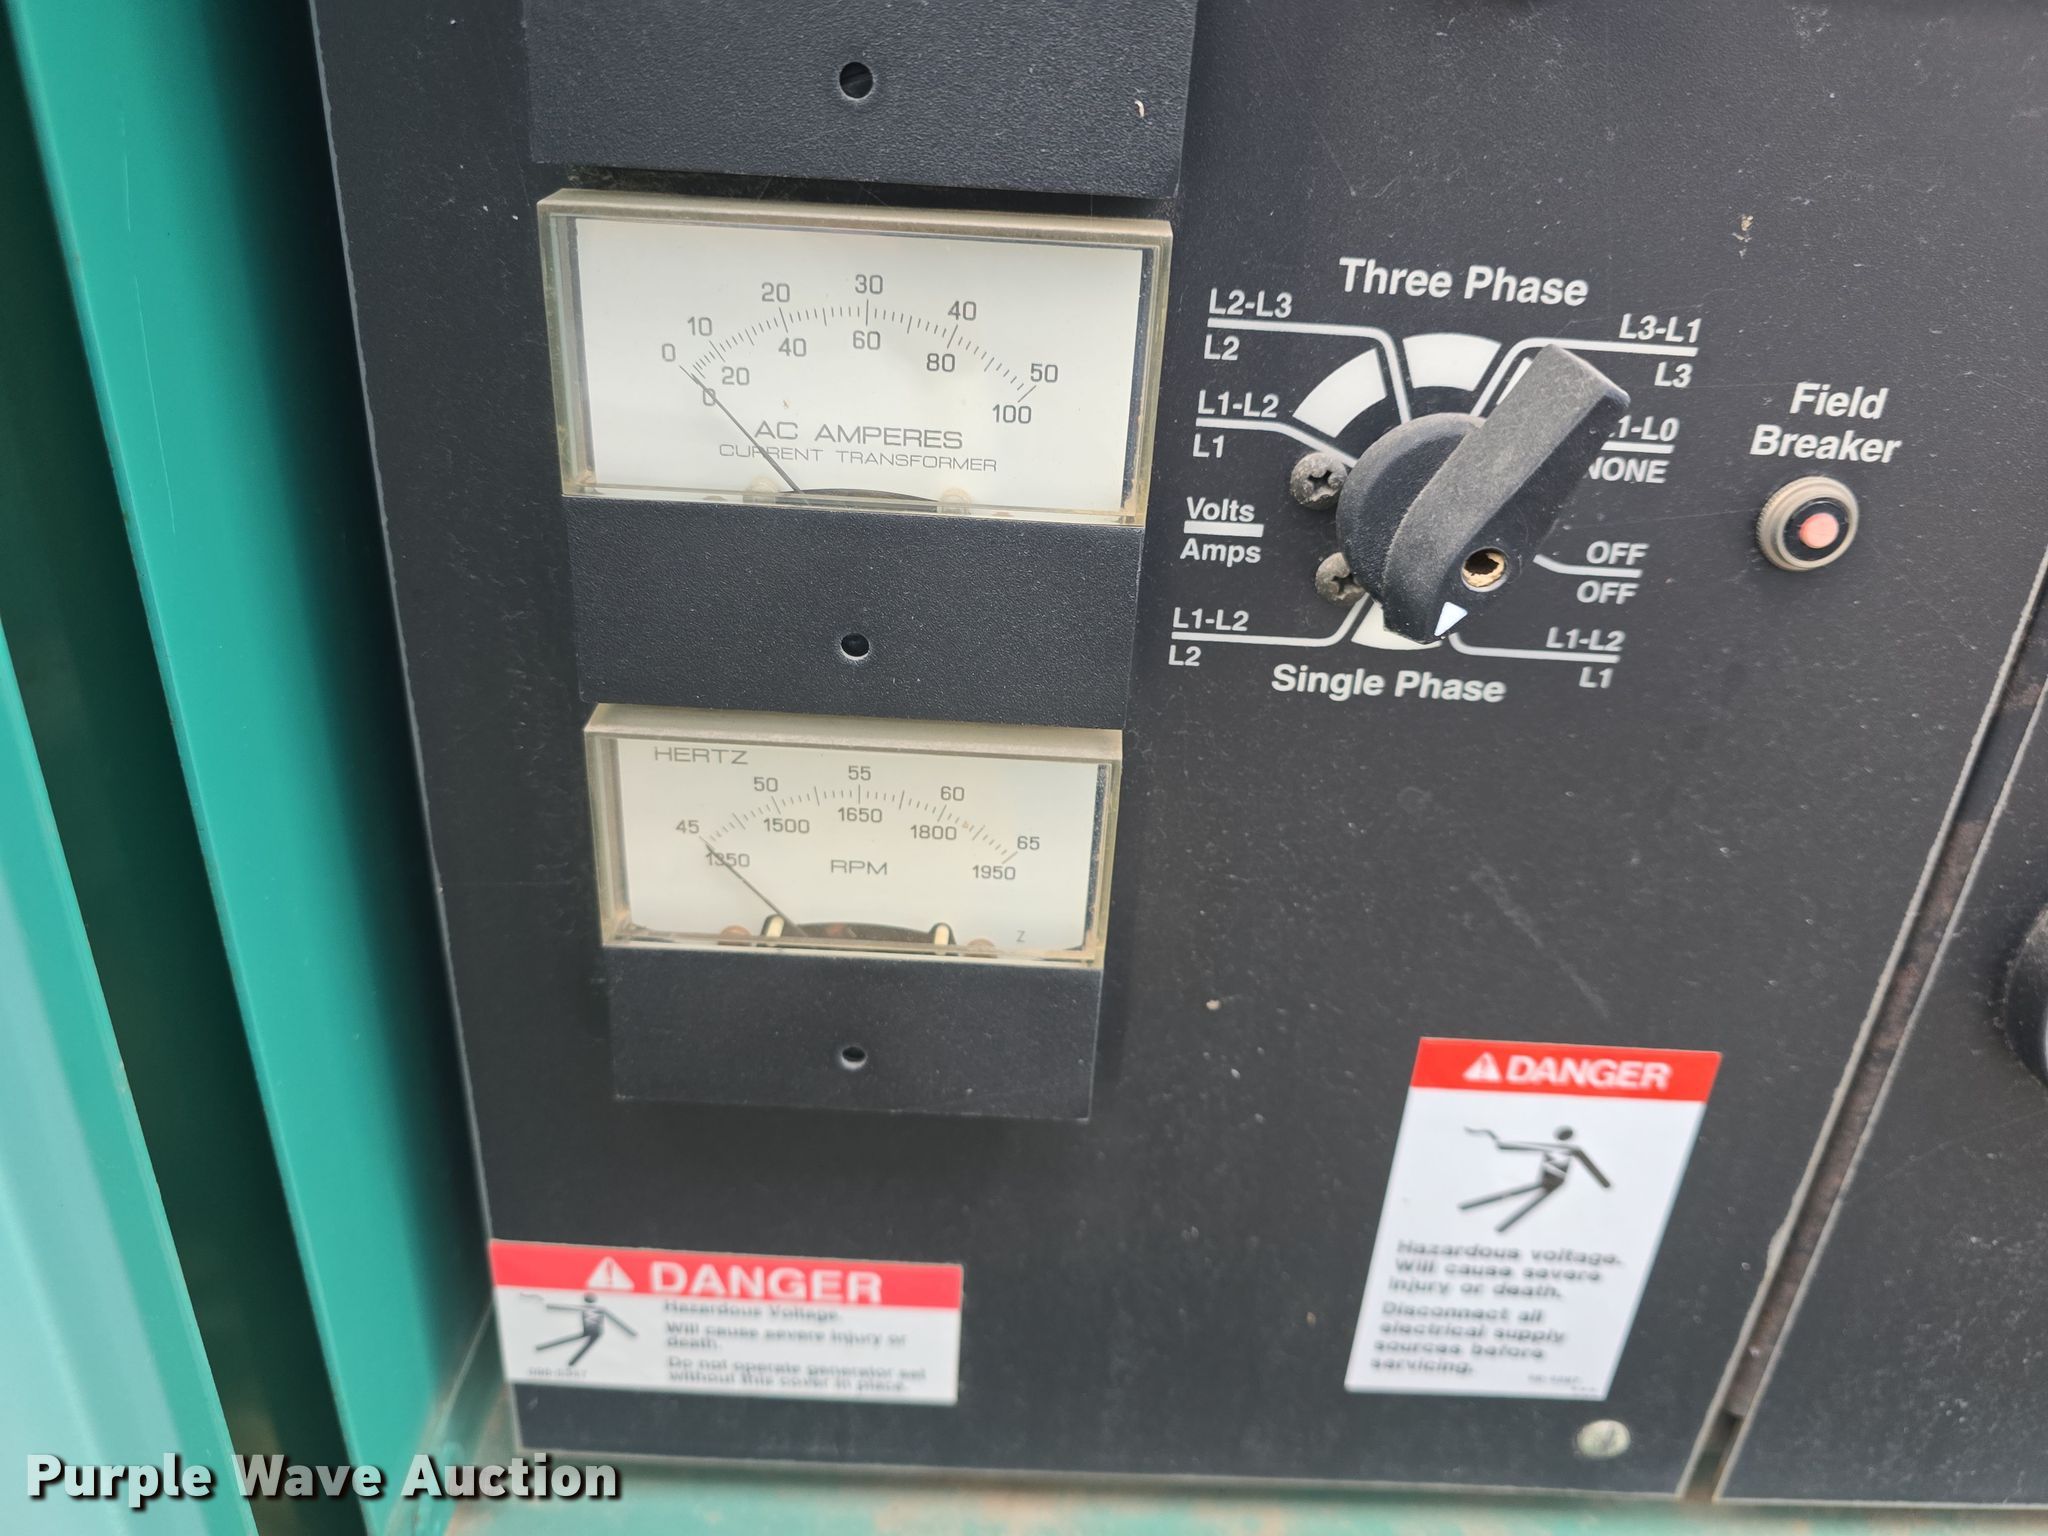 0 10 20 30 40 50
0 20 40 60 80 100
AC AMPERES
CURRENT TRANSFORMER
HERTZ
45 50 55 60 65
1350 1500 1650 1800 1950
RPM
Z
Three Phase
L2-L3
L2
L3-L1
L3
L1-L2
L1
L1-L0
NONE
Volts
Amps
OFF
OFF
L1-L2
L2
L1-L2
L1
Single Phase
Field
Breaker
DANGER
Hazardous voltage.
Will cause severe
injury or death.
Disconnect all
electrical supply
sources before
servicing.
DANGER
Hazardous Voltage.
Will cause severe injury or
death.
Do not operate generator set
without this cover in place.
Purple Wave Auction